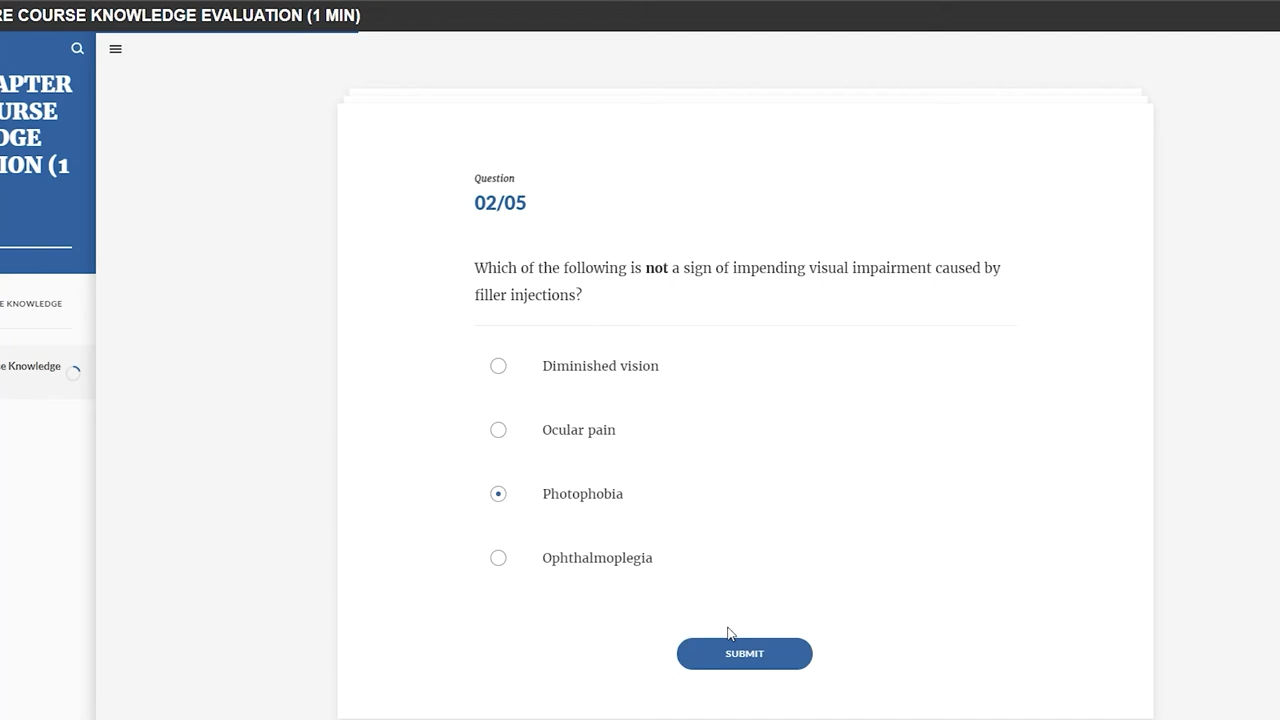 RE COURSE KNOWLEDGE EVALUATION (1 MIN)
APTER
URSE
DGE
ION (1
E KNOWLEDGE
se Knowledge
Question
02/05
Which of the following is not a sign of impending visual impairment caused by
filler injections?
Diminished vision
Ocular pain
Photophobia
Ophthalmoplegia
SUBMIT